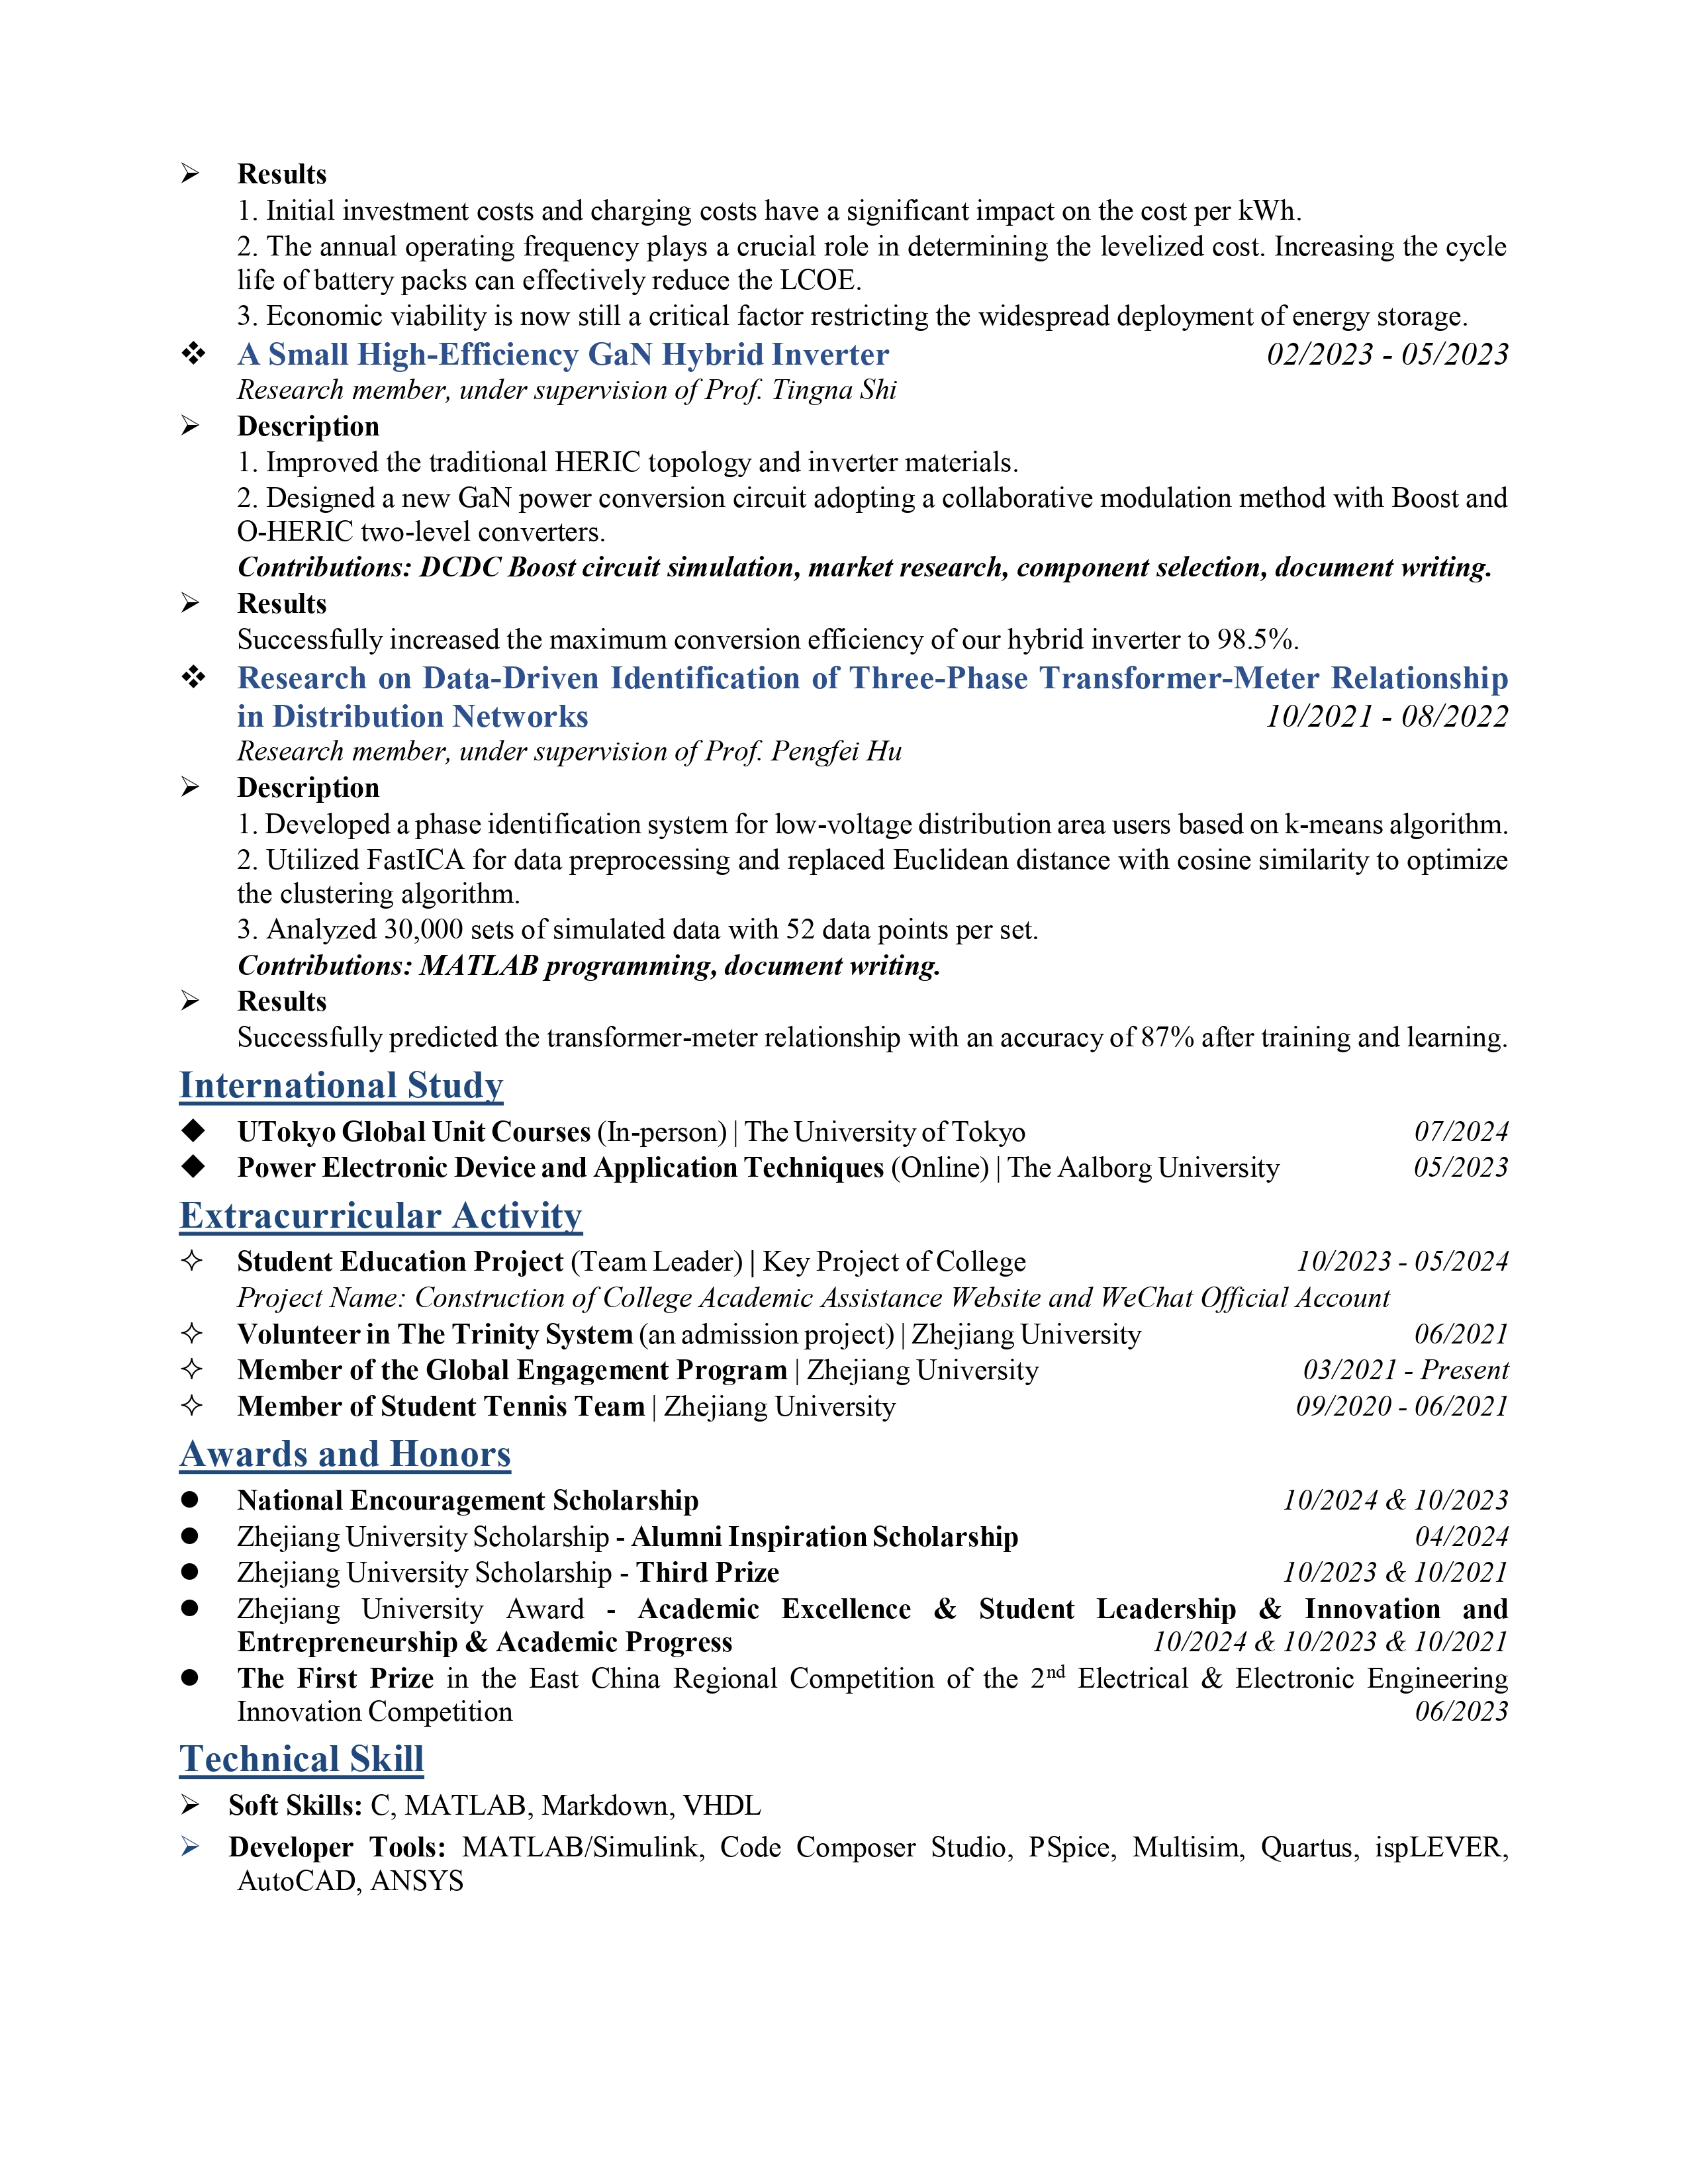 ➢ Results
1. Initial investment costs and charging costs have a significant impact on the cost per kWh.
2. The annual operating frequency plays a crucial role in determining the levelized cost. Increasing the cycle
life of battery packs can effectively reduce the LCOE.
3. Economic viability is now still a critical factor restricting the widespread deployment of energy storage.
❖ A Small High-Efficiency GaN Hybrid Inverter 02/2023 - 05/2023
Research member, under supervision of Prof. Tingna Shi
➢ Description
1. Improved the traditional HERIC topology and inverter materials.
2. Designed a new GaN power conversion circuit adopting a collaborative modulation method with Boost and
O-HERIC two-level converters.
Contributions: DCDC Boost circuit simulation, market research, component selection, document writing.
➢ Results
Successfully increased the maximum conversion efficiency of our hybrid inverter to 98.5%.
❖ Research on Data-Driven Identification of Three-Phase Transformer-Meter Relationship
in Distribution Networks 10/2021 - 08/2022
Research member, under supervision of Prof. Pengfei Hu
➢ Description
1. Developed a phase identification system for low-voltage distribution area users based on k-means algorithm.
2. Utilized FastICA for data preprocessing and replaced Euclidean distance with cosine similarity to optimize
the clustering algorithm.
3. Analyzed 30,000 sets of simulated data with 52 data points per set.
Contributions: MATLAB programming, document writing.
➢ Results
Successfully predicted the transformer-meter relationship with an accuracy of 87% after training and learning.
International Study
◆ UTokyo Global Unit Courses (In-person) | The University of Tokyo 07/2024
◆ Power Electronic Device and Application Techniques (Online) | The Aalborg University 05/2023
Extracurricular Activity
✧ Student Education Project (Team Leader) | Key Project of College 10/2023 - 05/2024
Project Name: Construction of College Academic Assistance Website and WeChat Official Account
✧ Volunteer in The Trinity System (an admission project) | Zhejiang University 06/2021
✧ Member of the Global Engagement Program | Zhejiang University 03/2021 - Present
✧ Member of Student Tennis Team | Zhejiang University 09/2020 - 06/2021
Awards and Honors
● National Encouragement Scholarship 10/2024 & 10/2023
● Zhejiang University Scholarship - Alumni Inspiration Scholarship 04/2024
● Zhejiang University Scholarship - Third Prize 10/2023 & 10/2021
● Zhejiang University Award - Academic Excellence & Student Leadership & Innovation and
Entrepreneurship & Academic Progress 10/2024 & 10/2023 & 10/2021
● The First Prize in the East China Regional Competition of the 2nd Electrical & Electronic Engineering
Innovation Competition 06/2023
Technical Skill
➢ Soft Skills: C, MATLAB, Markdown, VHDL
➢ Developer Tools: MATLAB/Simulink, Code Composer Studio, PSpice, Multisim, Quartus, ispLEVER,
AutoCAD, ANSYS